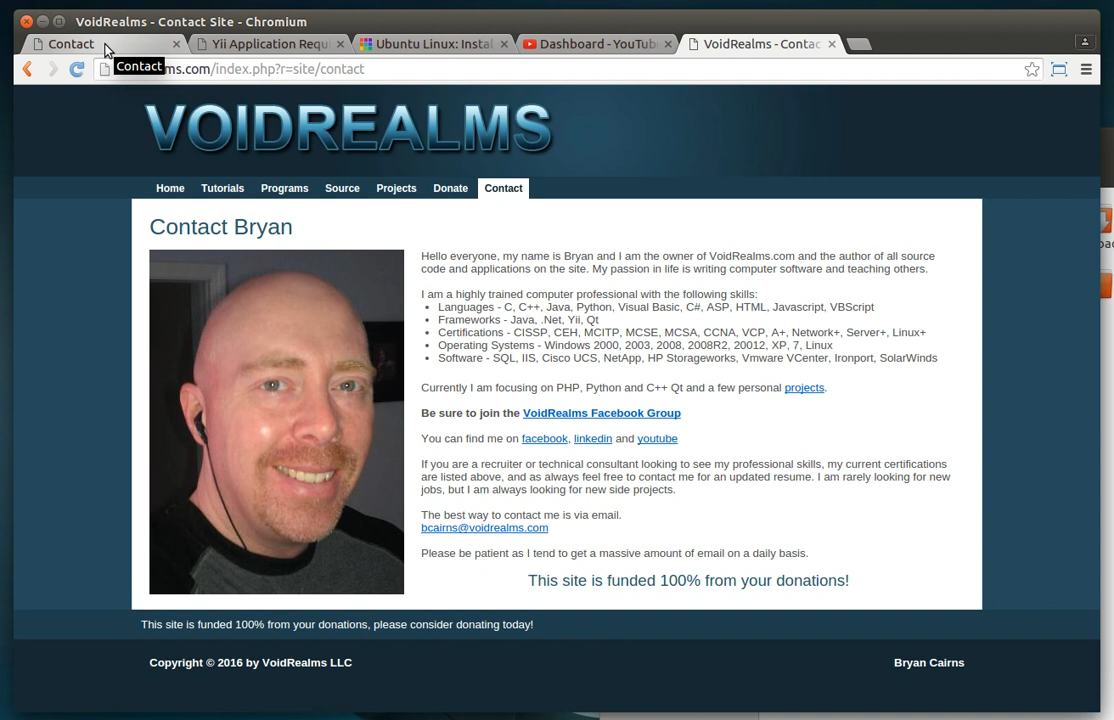 VoidRealms - Contact Site - Chromium
Contact
Yii Application Requ
Ubuntu Linux: Instal
Dashboard - YouTub
VoidRealms - Contac
Contact
ms.com/index.php?r=site/contact
VOIDREALMS
Home Tutorials Programs Source Projects Donate Contact
Contact Bryan
Hello everyone, my name is Bryan and I am the owner of VoidRealms.com and the author of all source
code and applications on the site. My passion in life is writing computer software and teaching others.
I am a highly trained computer professional with the following skills:
• Languages - C, C++, Java, Python, Visual Basic, C#, ASP, HTML, Javascript, VBScript
• Frameworks - Java, .Net, Yii, Qt
• Certifications - CISSP, CEH, MCITP, MCSE, MCSA, CCNA, VCP, A+, Network+, Server+, Linux+
• Operating Systems - Windows 2000, 2003, 2008, 2008R2, 20012, XP, 7, Linux
• Software - SQL, IIS, Cisco UCS, NetApp, HP Storageworks, Vmware VCenter, Ironport, SolarWinds
Currently I am focusing on PHP, Python and C++ Qt and a few personal projects.
Be sure to join the VoidRealms Facebook Group
You can find me on facebook, linkedin and youtube
If you are a recruiter or technical consultant looking to see my professional skills, my current certifications
are listed above, and as always feel free to contact me for an updated resume. I am rarely looking for new
jobs, but I am always looking for new side projects.
The best way to contact me is via email.
bcairns@voidrealms.com
Please be patient as I tend to get a massive amount of email on a daily basis.
This site is funded 100% from your donations!
This site is funded 100% from your donations, please consider donating today!
Copyright © 2016 by VoidRealms LLC
Bryan Cairns